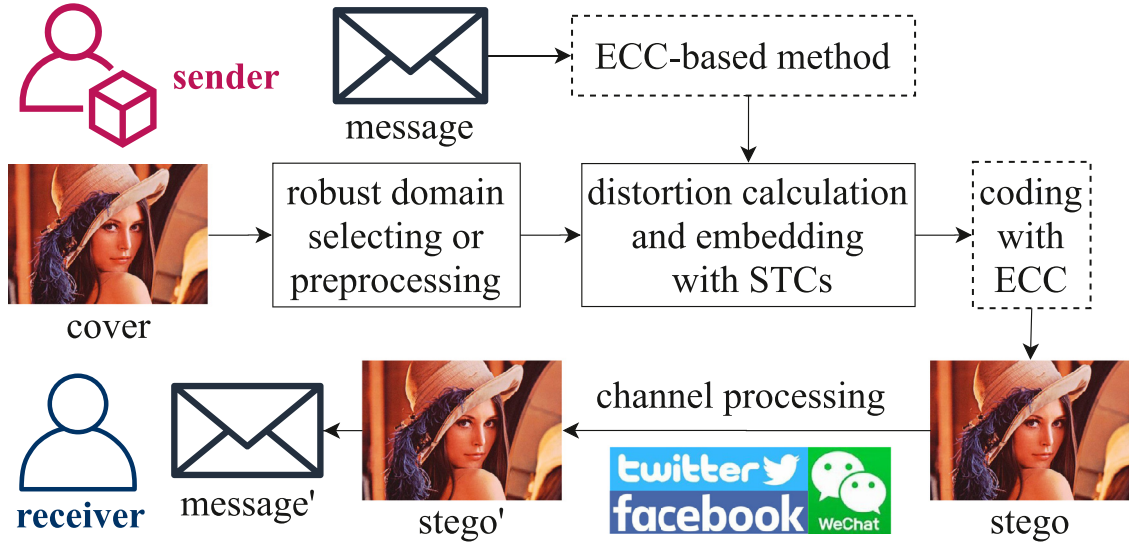 sender
message
ECC-based method
cover
robust domain
selecting or
preprocessing
distortion calculation
and embedding
with STCs
coding
with
ECC
receiver
message'
stego'
channel processing
twitter
facebook
WeChat
stego